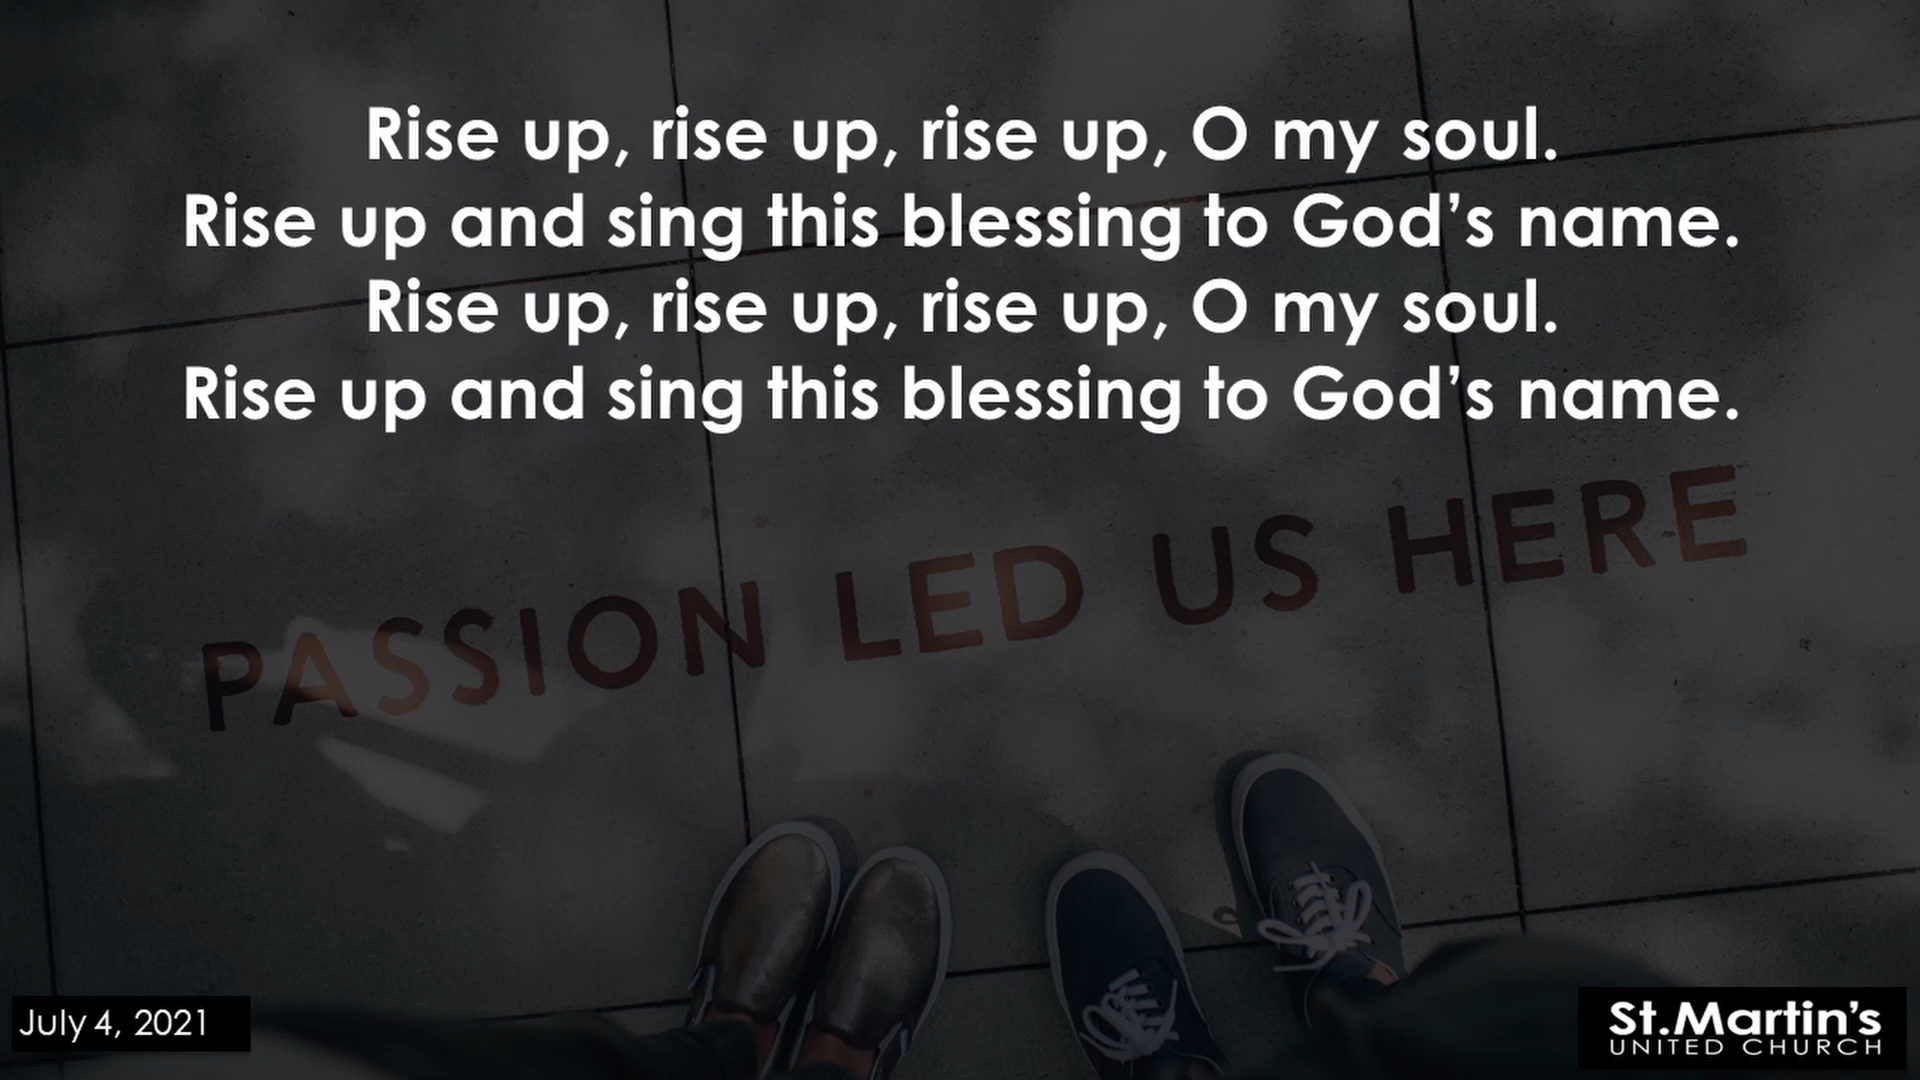 Rise up, rise up, rise up, O my soul.
Rise up and sing this blessing to God’s name.
Rise up, rise up, rise up, O my soul.
Rise up and sing this blessing to God’s name.
PASSION LED US HERE
July 4, 2021
St.Martin’s
UNITED CHURCH